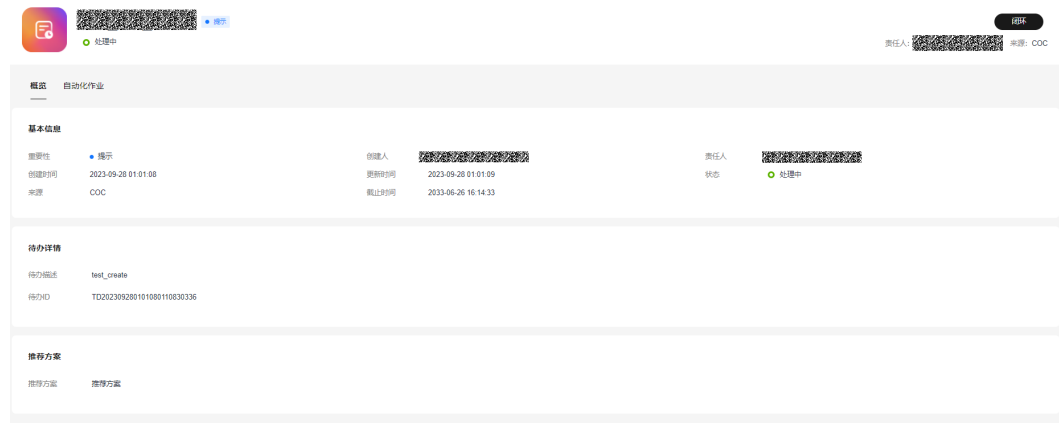 提示
闭环
处理中
责任人: 来源: COC
概览 自动化作业
基本信息
重要性 提示 创建人 责任人
创建时间 2023-09-28 01:01:08 更新时间 2023-09-28 01:01:09 状态 处理中
来源 COC 截止时间 2033-06-26 16:14:33
待办详情
待办描述 test_create
待办ID TD202309280101080110830336
推荐方案
推荐方案 推荐方案